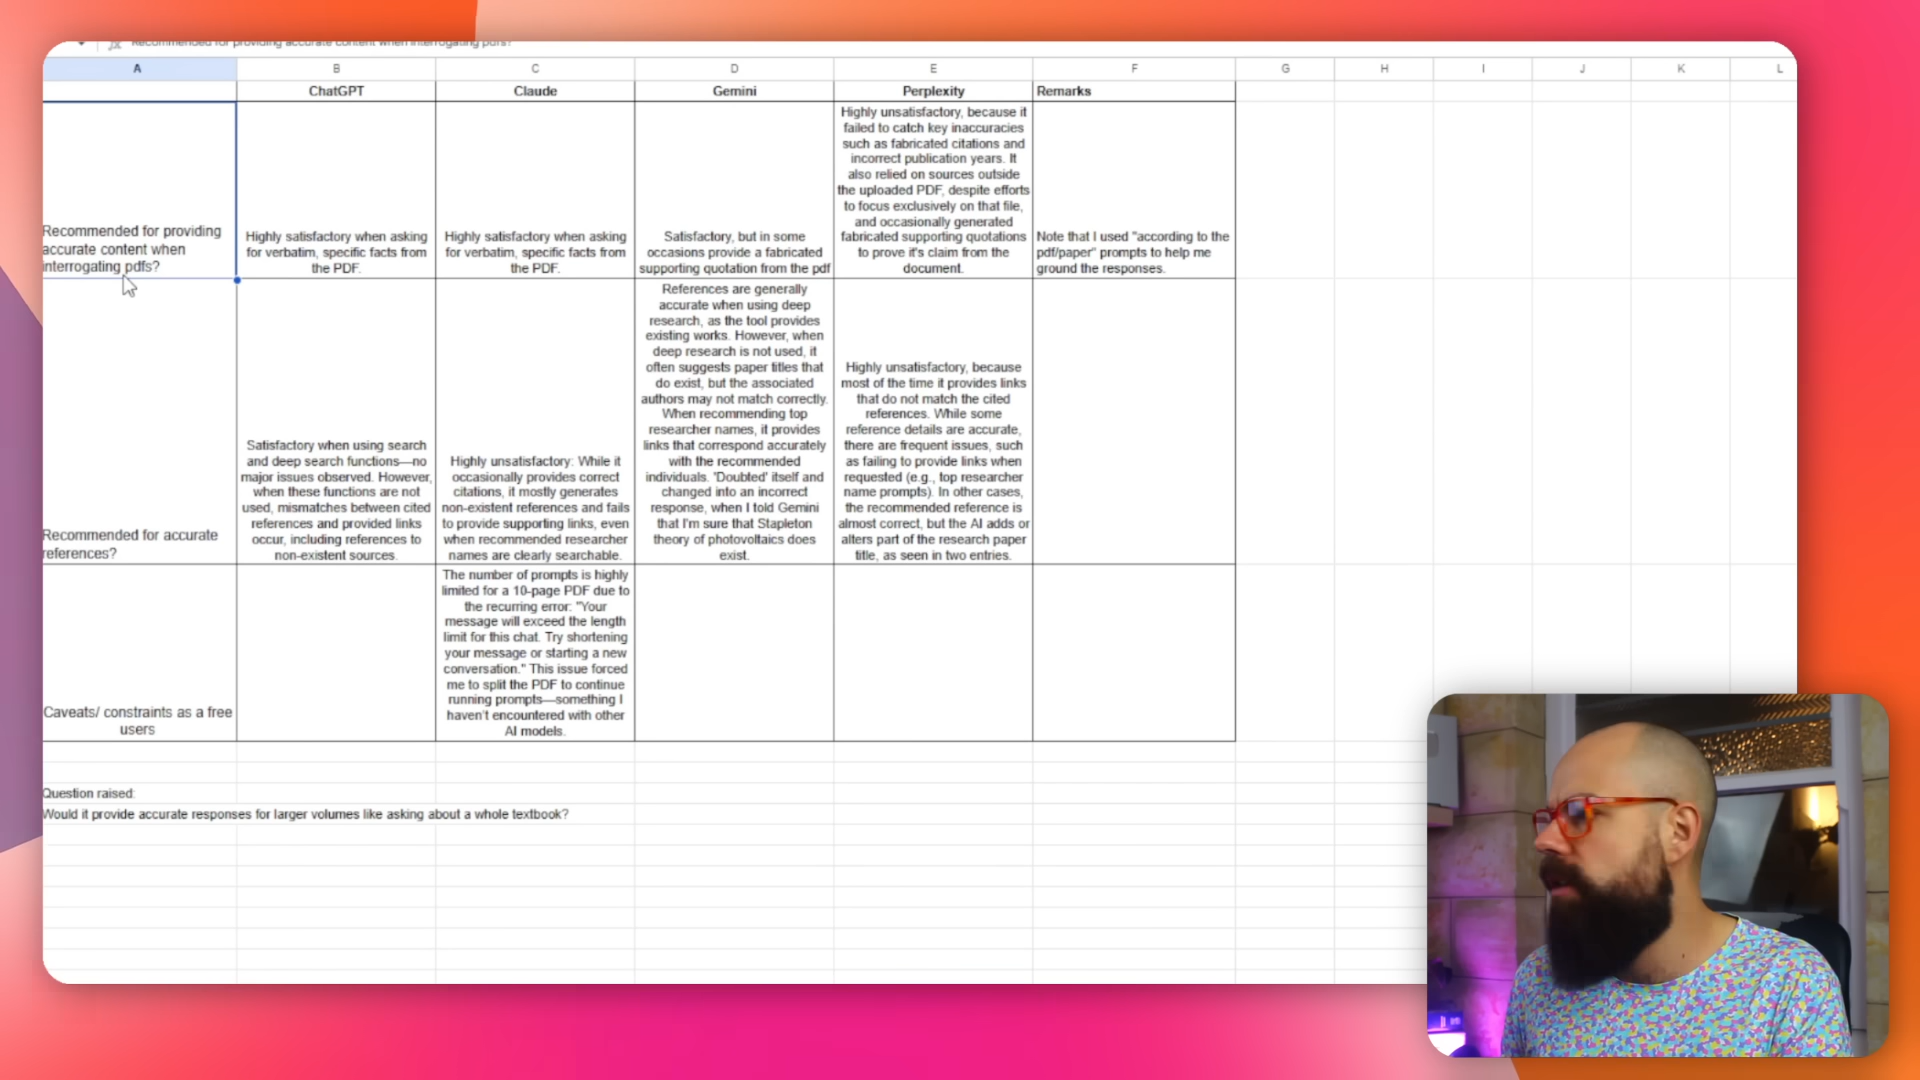 Recommended for providing accurate content when interrogating pdfs?
A B C D E F G H I J K L
ChatGPT Claude Gemini Perplexity Remarks
Recommended for providing
accurate content when
interrogating pdfs?
Highly satisfactory when asking
for verbatim, specific facts from
the PDF.
Highly satisfactory when asking
for verbatim, specific facts from
the PDF.
Satisfactory, but in some
occasions provide a fabricated
supporting quotation from the pdf
Highly unsatisfactory, because it
failed to catch key inaccuracies
such as fabricated citations and
incorrect publication years. It
also relied on sources outside
the uploaded PDF, despite efforts
to focus exclusively on that file,
and occasionally generated
fabricated supporting quotations
to prove it's claim from the
document.
Note that I used "according to the
pdf/paper" prompts to help me
ground the responses.
Recommended for accurate
references?
Satisfactory when using search
and deep search functions—no
major issues observed. However,
when these functions are not
used, mismatches between cited
references and provided links
occur, including references to
non-existent sources.
Highly unsatisfactory: While it
occasionally provides correct
citations, it mostly generates
non-existent references and fails
to provide supporting links, even
when recommended researcher
names are clearly searchable.
References are generally
accurate when using deep
research, as the tool provides
existing works. However, when
deep research is not used, it
often suggests paper titles that
do exist, but the associated
authors may not match correctly.
When recommending top
researcher names, it provides
links that correspond accurately
with the recommended
individuals. 'Doubted' itself and
changed into an incorrect
response, when I told Gemini
that I'm sure that Stapleton
theory of photovoltaics does
exist.
Highly unsatisfactory, because
most of the time it provides links
that do not match the cited
references. While some
reference details are accurate,
there are frequent issues, such
as failing to provide links when
requested (e.g., top researcher
name prompts). In other cases,
the recommended reference is
almost correct, but the AI adds or
alters part of the research paper
title, as seen in two entries.
Caveats/ constraints as a free
users
The number of prompts is highly
limited for a 10-page PDF due to
the recurring error: "Your
message will exceed the length
limit for this chat. Try shortening
your message or starting a new
conversation." This issue forced
me to split the PDF to continue
running prompts—something I
haven't encountered with other
AI models.
Question raised:
Would it provide accurate responses for larger volumes like asking about a whole textbook?